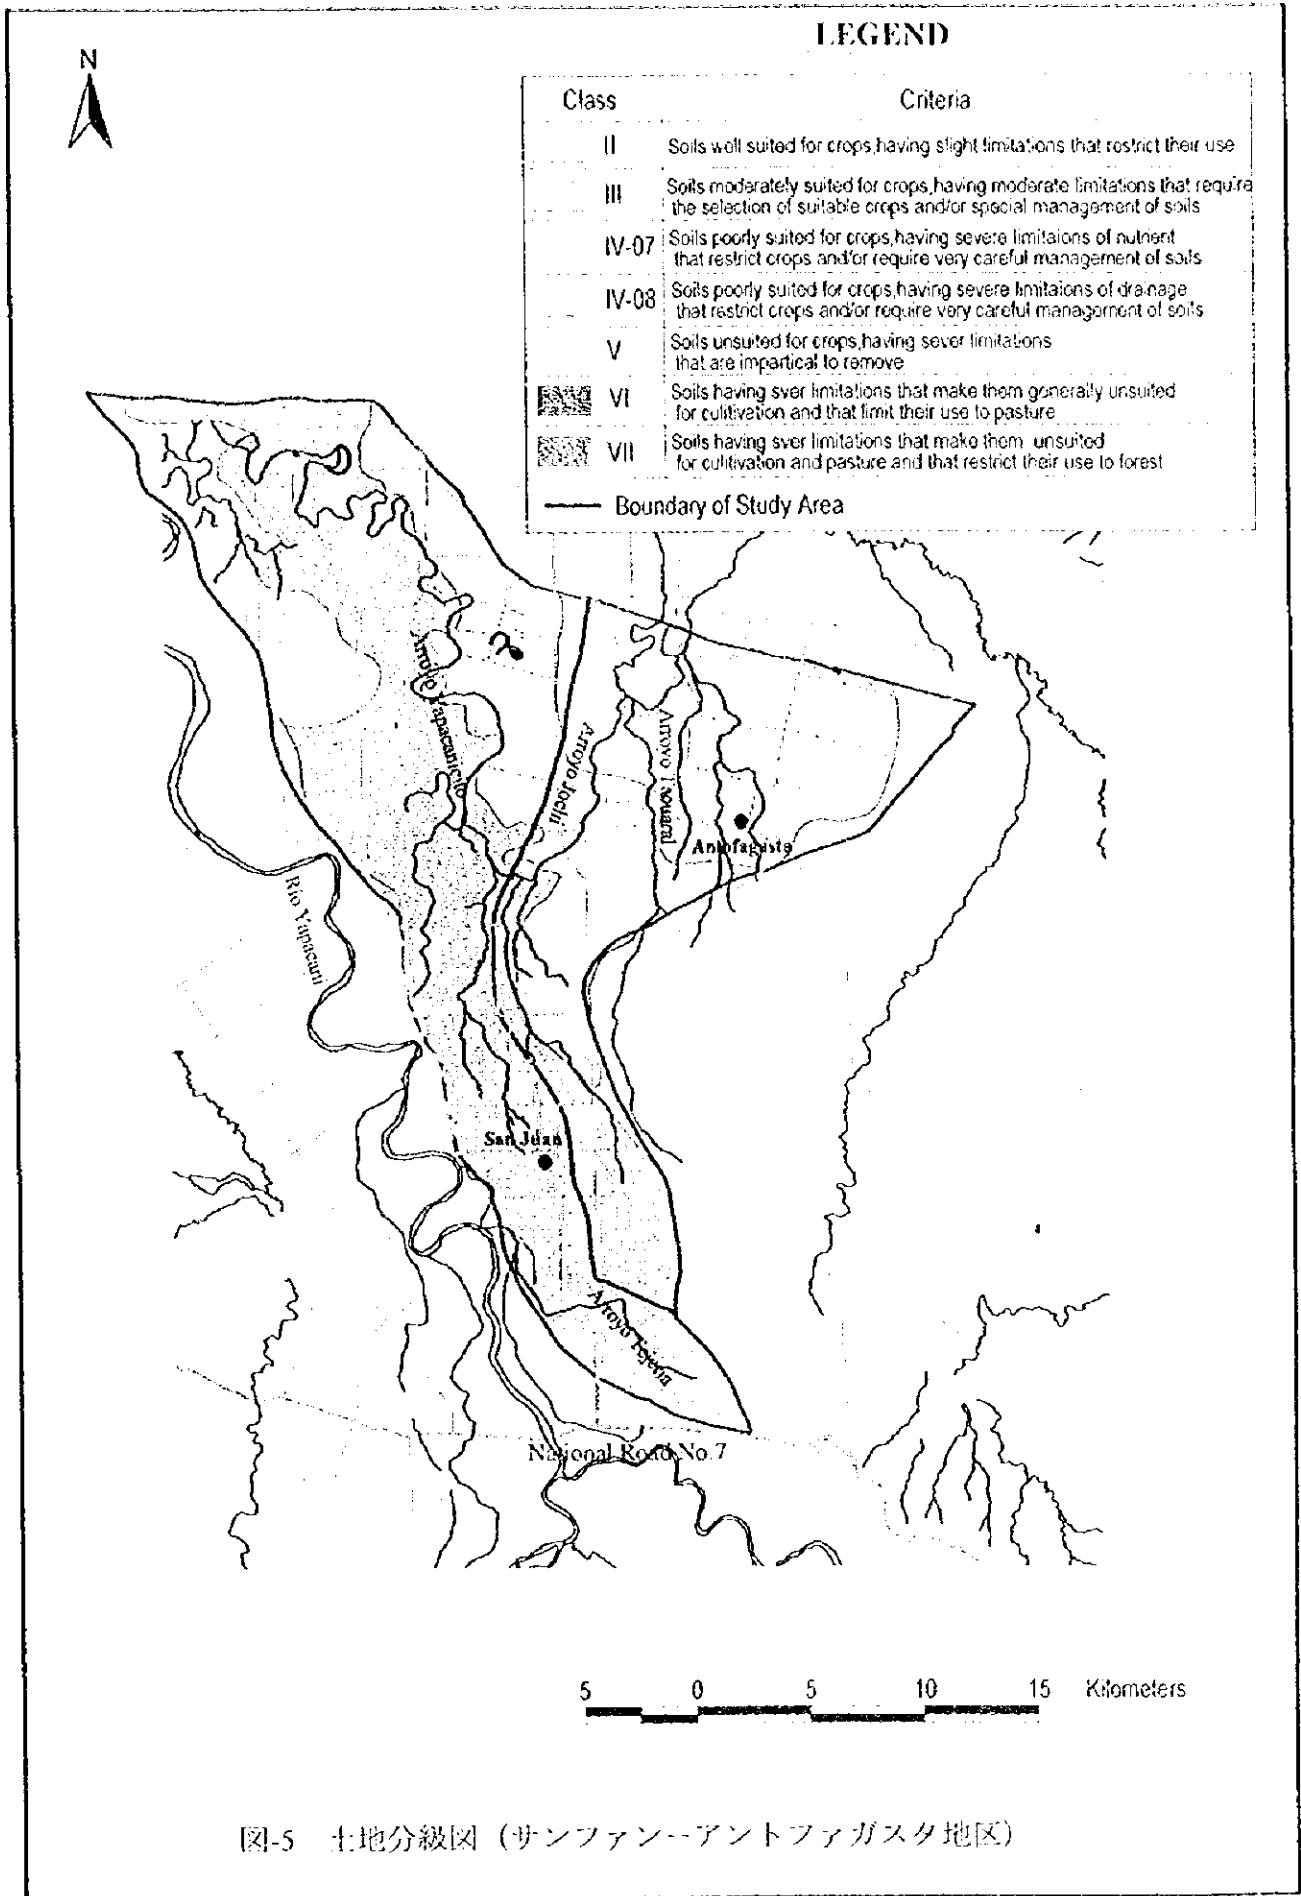 LEGEND
N
Class Criteria
II Soils well suited for crops,having slight limitations that restrict their use
III Soils moderately suited for crops,having moderate limitations that require
the selection of suitable crops and/or special management of soils
IV-07 Soils poorly suited for crops,having severe limitaions of nutrient
that restrict crops and/or require very careful management of soils
IV-08 Soils poorly suited for crops,having severe limitaions of drainage
that restrict crops and/or require very careful management of soils
V Soils unsuited for crops,having sever limitations
that are impartical to remove
VI Soils having sver limitations that make them generally unsuited
for culitivation and that limit their use to pasture
VII Soils having sver limitations that make them unsuited
for culitivation and pasture and that restrict their use to forest
Boundary of Study Area
Arroyo Yapacanicito
Arroyo Jochi
Arroyo
Antofagasta
Rio Yapacani
San Juan
Arroyo Tejeria
National Road No.7
5 0 5 10 15 Kilometers
図-5 土地分級図（サンファン--アントファガスタ地区）